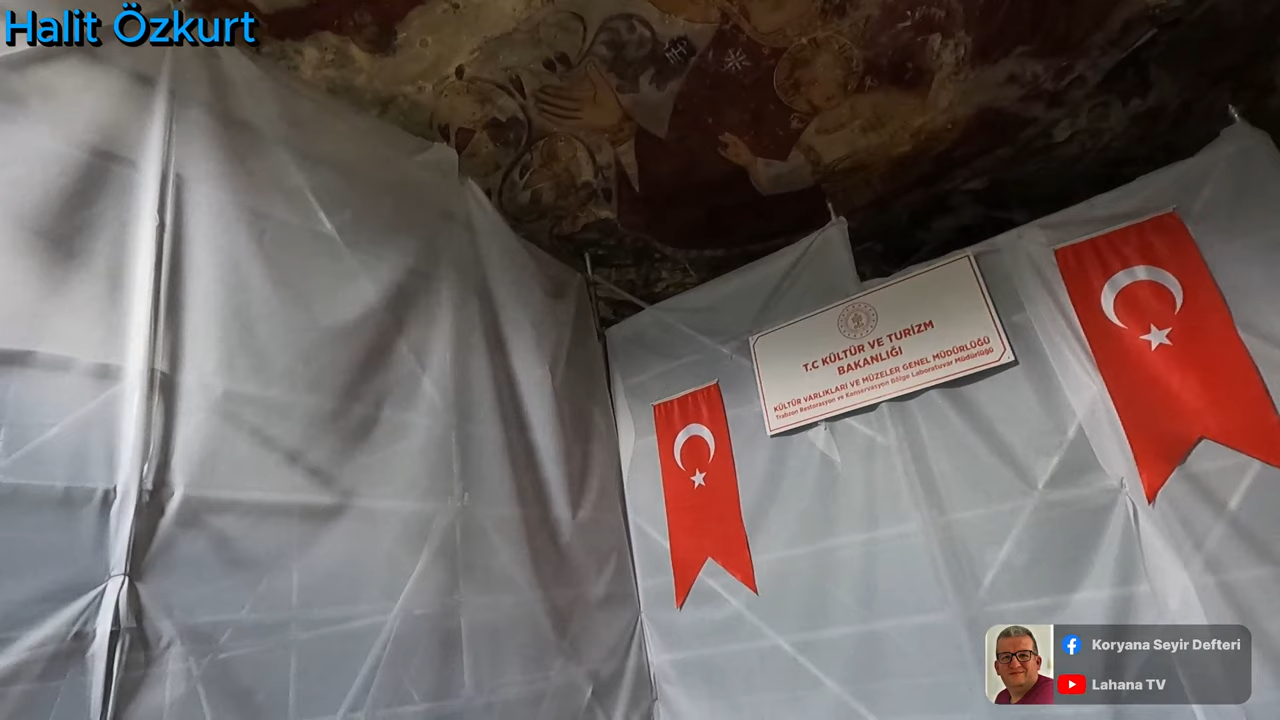 Halit Özkurt
T.C KÜLTÜR VE TURİZM
BAKANLIĞI
KÜLTÜR VARLIKLARI VE MÜZELER GENEL MÜDÜRLÜĞÜ
Trabzon Restorasyon ve Konservasyon Bölge Laboratuvar Müdürlüğü
Koryana Seyir Defteri
Lahana TV